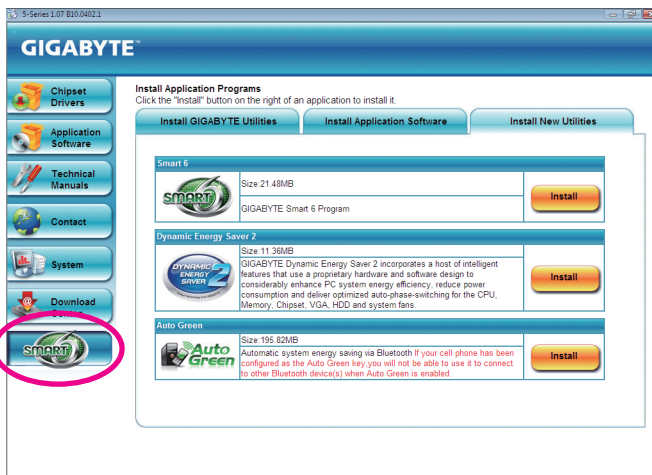 5-Series 1.07 B10.0402.1
GIGABYTE™
Chipset
Drivers
Application
Software
Technical
Manuals
Contact
System
Download
SMART6
Install Application Programs
Click the "Install" button on the right of an application to install it.
Install GIGABYTE Utilities
Install Application Software
Install New Utilities
Smart 6
SMART6
Size:21.48MB
GIGABYTE Smart 6 Program
Install
Dynamic Energy Saver 2
DYNAMIC
ENERGY
SAVER 2
Size:11.36MB
GIGABYTE Dynamic Energy Saver 2 incorporates a host of intelligent
features that use a proprietary hardware and software design to
considerably enhance PC system energy efficiency, reduce power
consumption and deliver optimized auto-phase-switching for the CPU,
Memory, Chipset, VGA, HDD and system fans.
Install
Auto Green
Auto
Green
Size:195.82MB
Automatic system energy saving via Bluetooth If your cell phone has been
configured as the Auto Green key,you will not be able to use it to connect
to other Bluetooth device(s) when Auto Green is enabled.
Install